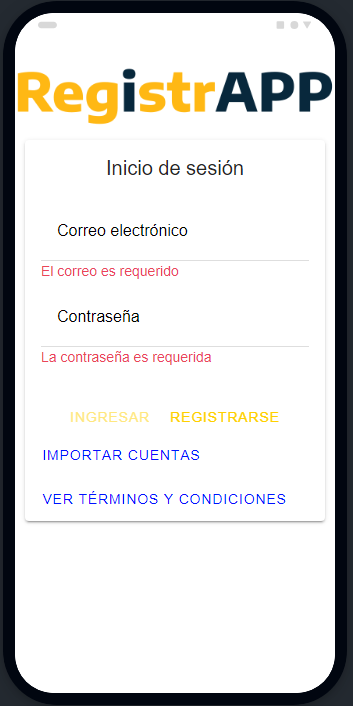 RegistrAPP
Inicio de sesión
Correo electrónico
El correo es requerido
Contraseña
La contraseña es requerida
INGRESAR REGISTRARSE
IMPORTAR CUENTAS
VER TÉRMINOS Y CONDICIONES